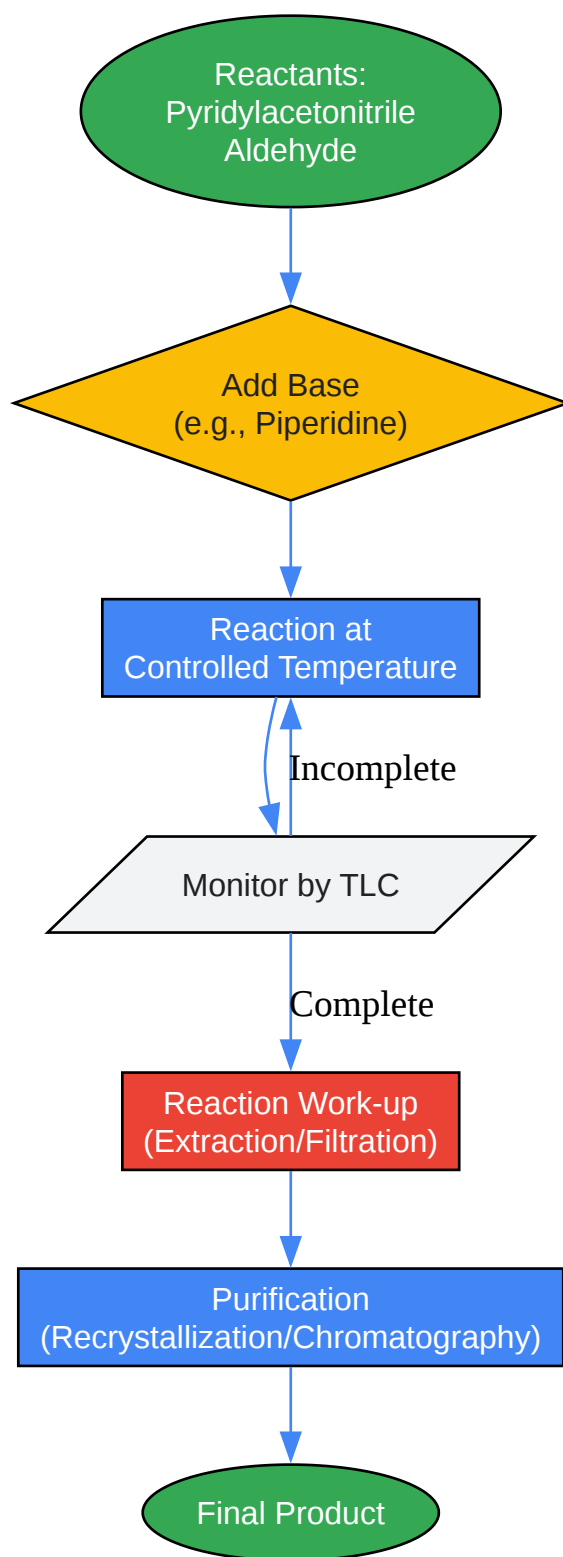 Reactants:
Pyridylacetonitrile
Aldehyde
Add Base
(e.g., Piperidine)
Reaction at
Controlled Temperature
Incomplete
Monitor by TLC
Complete
Reaction Work-up
(Extraction/Filtration)
Purification
(Recrystallization/Chromatography)
Final Product